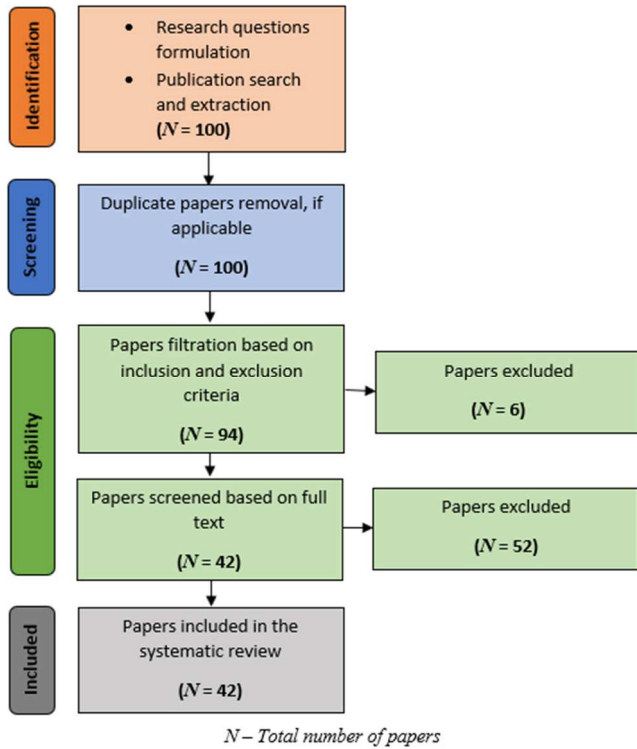 Identification
• Research questions
formulation
• Publication search
and extraction
(N = 100)
Screening
Duplicate papers removal, if
applicable
(N = 100)
Eligibility
Papers filtration based on
inclusion and exclusion
criteria
(N = 94)
Papers excluded
(N = 6)
Papers screened based on full
text
(N = 42)
Papers excluded
(N = 52)
Included
Papers included in the
systematic review
(N = 42)
N – Total number of papers